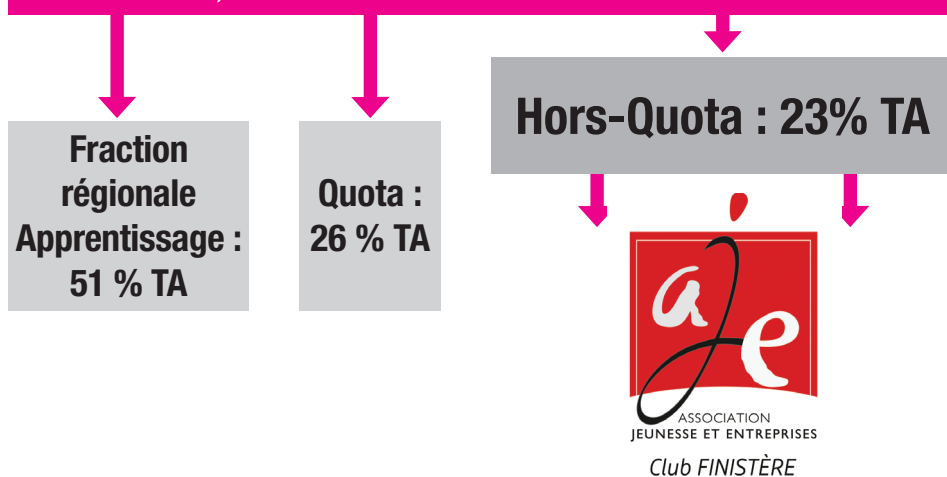 Hors-Quota : 23% TA
Fraction
régionale
Apprentissage :
51 % TA
Quota :
26 % TA
aje
ASSOCIATION
JEUNESSE ET ENTREPRISES
Club FINISTÈRE